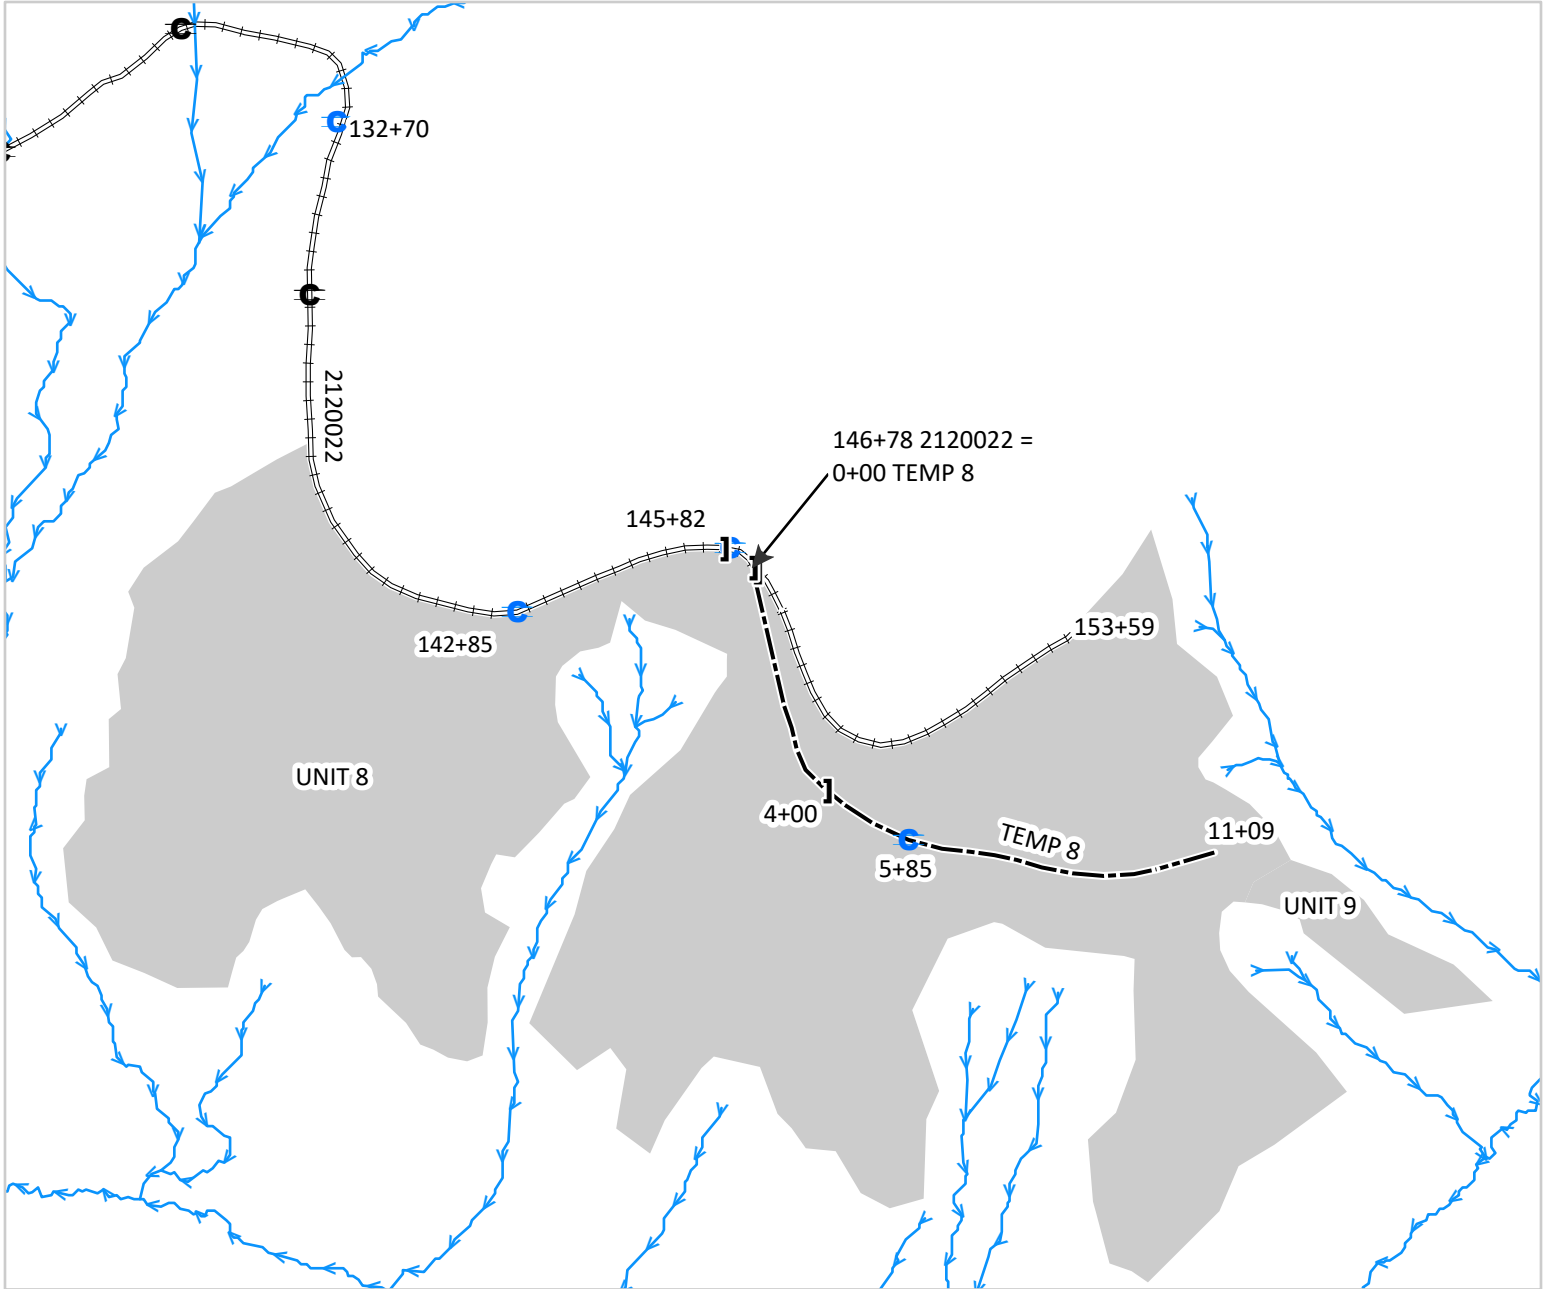 C
C
132+70
C
2120022
146+78 2120022 =
0+00 TEMP 8
145+82
] C
]
C
142+85
153+59
UNIT 8
]
4+00
C
5+85
TEMP 8
11+09
UNIT 9